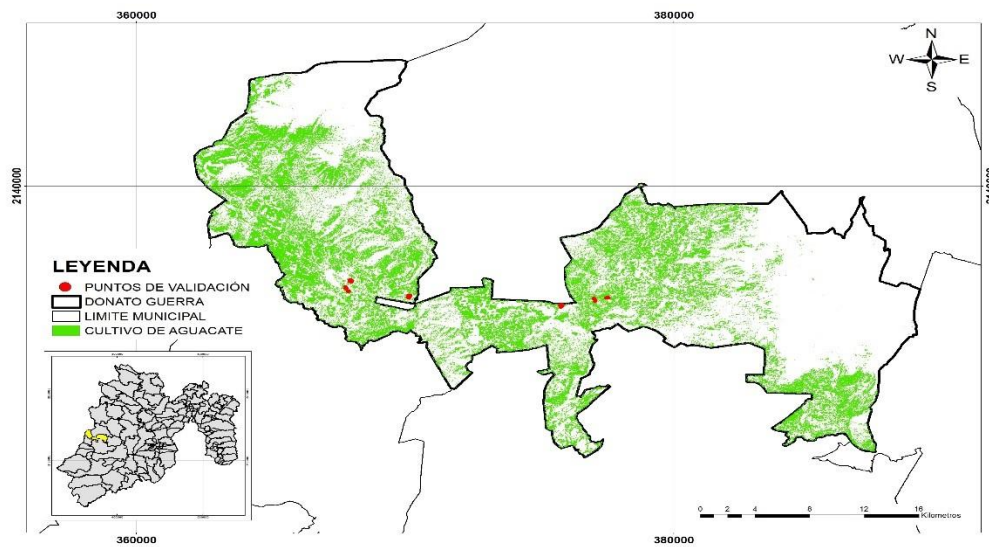 360000 380000
N
W E
S
2140000
LEYENDA
PUNTOS DE VALIDACIÓN
DONATO GUERRA
LIMITE MUNICIPAL
CULTIVO DE AGUACATE
0 1 2 4 8 12 16
Kilometros
360000 380000